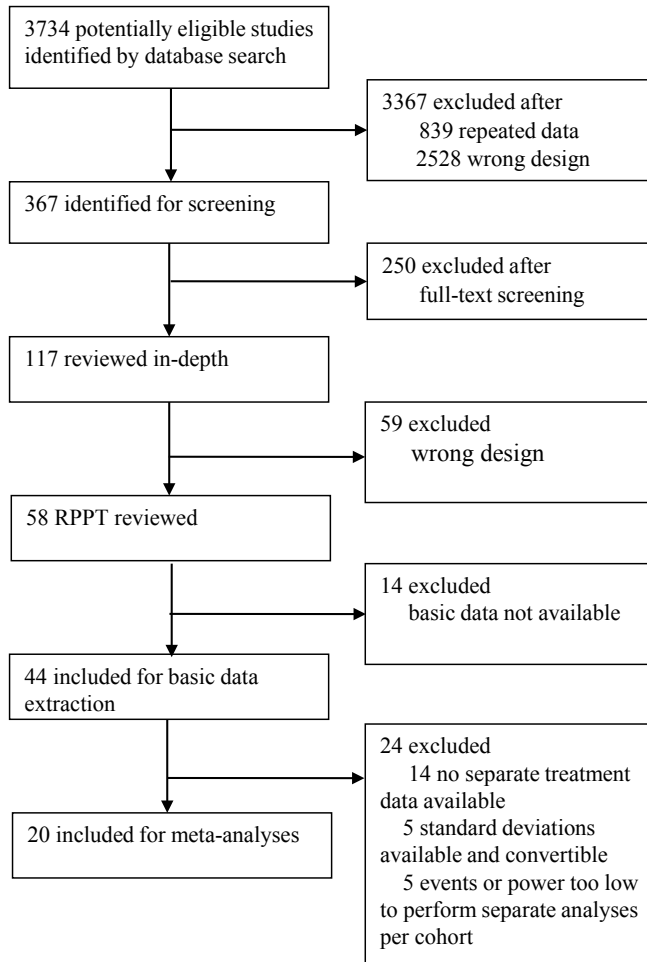 3734 potentially eligible studies
identified by database search
3367 excluded after
839 repeated data
2528 wrong design
367 identified for screening
250 excluded after
full-text screening
117 reviewed in-depth
59 excluded
wrong design
58 RPPT reviewed
14 excluded
basic data not available
44 included for basic data
extraction
24 excluded
14 no separate treatment
data available
5 standard deviations
available and convertible
5 events or power too low
to perform separate analyses
per cohort
20 included for meta-analyses